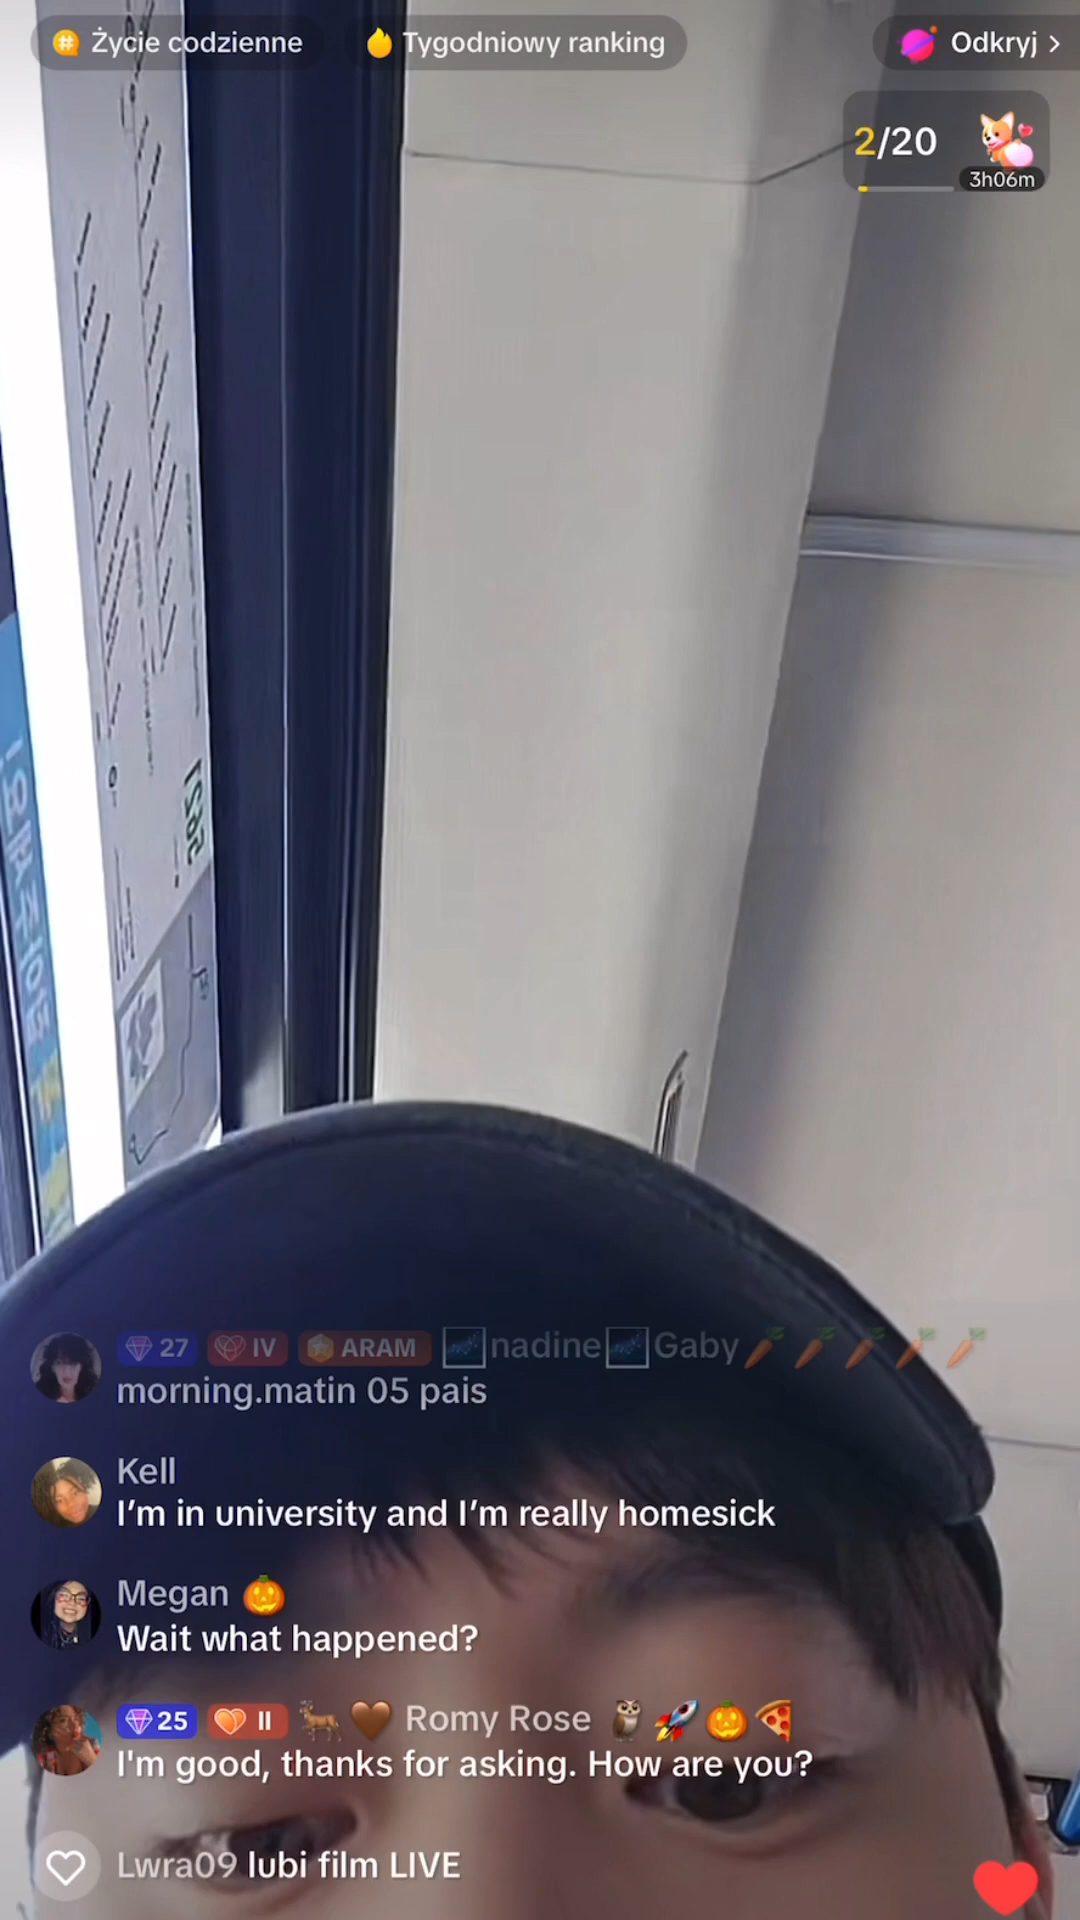 Życie codzienne
Tygodniowy ranking
Odkryj >
2/20
3h06m
27 IV ARAM nadine Gaby🥕🥕🥕🥕🥕
morning.matin 05 pais
Kell
I’m in university and I’m really homesick
Megan 🎃
Wait what happened?
25 II 🐂🤎 Romy Rose 🦉🚀🎃🍕
I'm good, thanks for asking. How are you?
Lwra09 lubi film LIVE